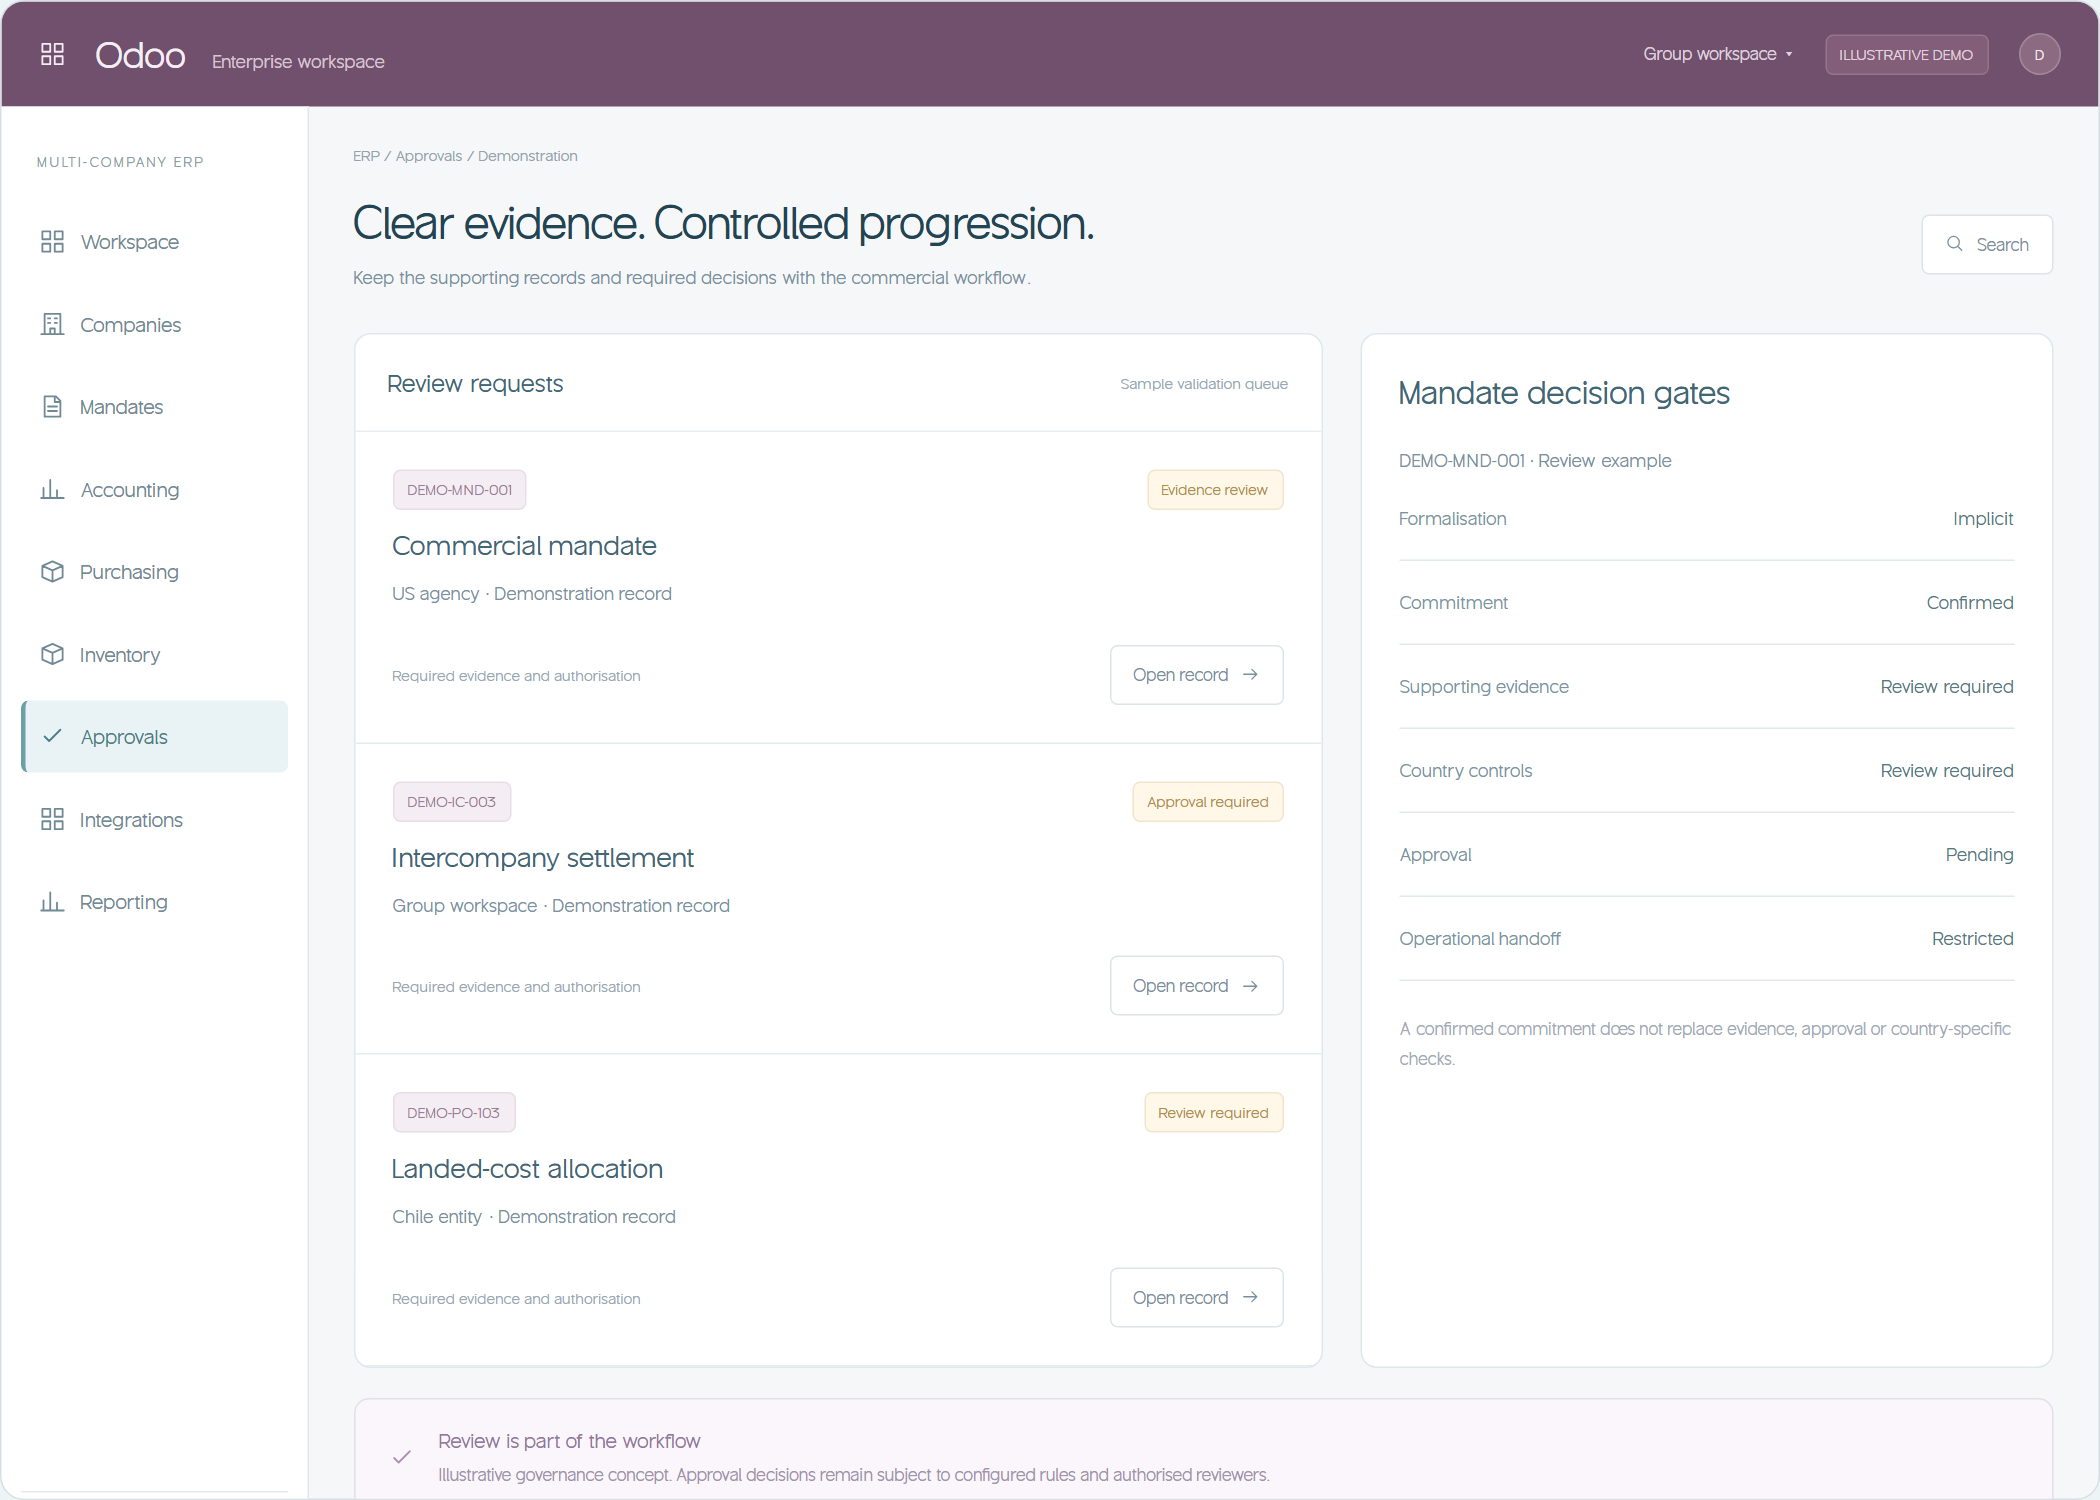 Odoo
Enterprise workspace
Group workspace
ILLUSTRATIVE DEMO
D
MULTI-COMPANY ERP
Workspace
Companies
Mandates
Accounting
Purchasing
Inventory
Approvals
Integrations
Reporting
ERP / Approvals / Demonstration
Clear evidence. Controlled progression.
Keep the supporting records and required decisions with the commercial workflow.
Search
Review requests
Sample validation queue
DEMO-MND-001
Evidence review
Commercial mandate
US agency · Demonstration record
Required evidence and authorisation
Open record →
DEMO-IC-003
Approval required
Intercompany settlement
Group workspace · Demonstration record
Required evidence and authorisation
Open record →
DEMO-PO-103
Review required
Landed-cost allocation
Chile entity · Demonstration record
Required evidence and authorisation
Open record →
Mandate decision gates
DEMO-MND-001 · Review example
Formalisation Implicit
Commitment Confirmed
Supporting evidence Review required
Country controls Review required
Approval Pending
Operational handoff Restricted
A confirmed commitment does not replace evidence, approval or country-specific
checks.
Review is part of the workflow
Illustrative governance concept. Approval decisions remain subject to configured rules and authorised reviewers.